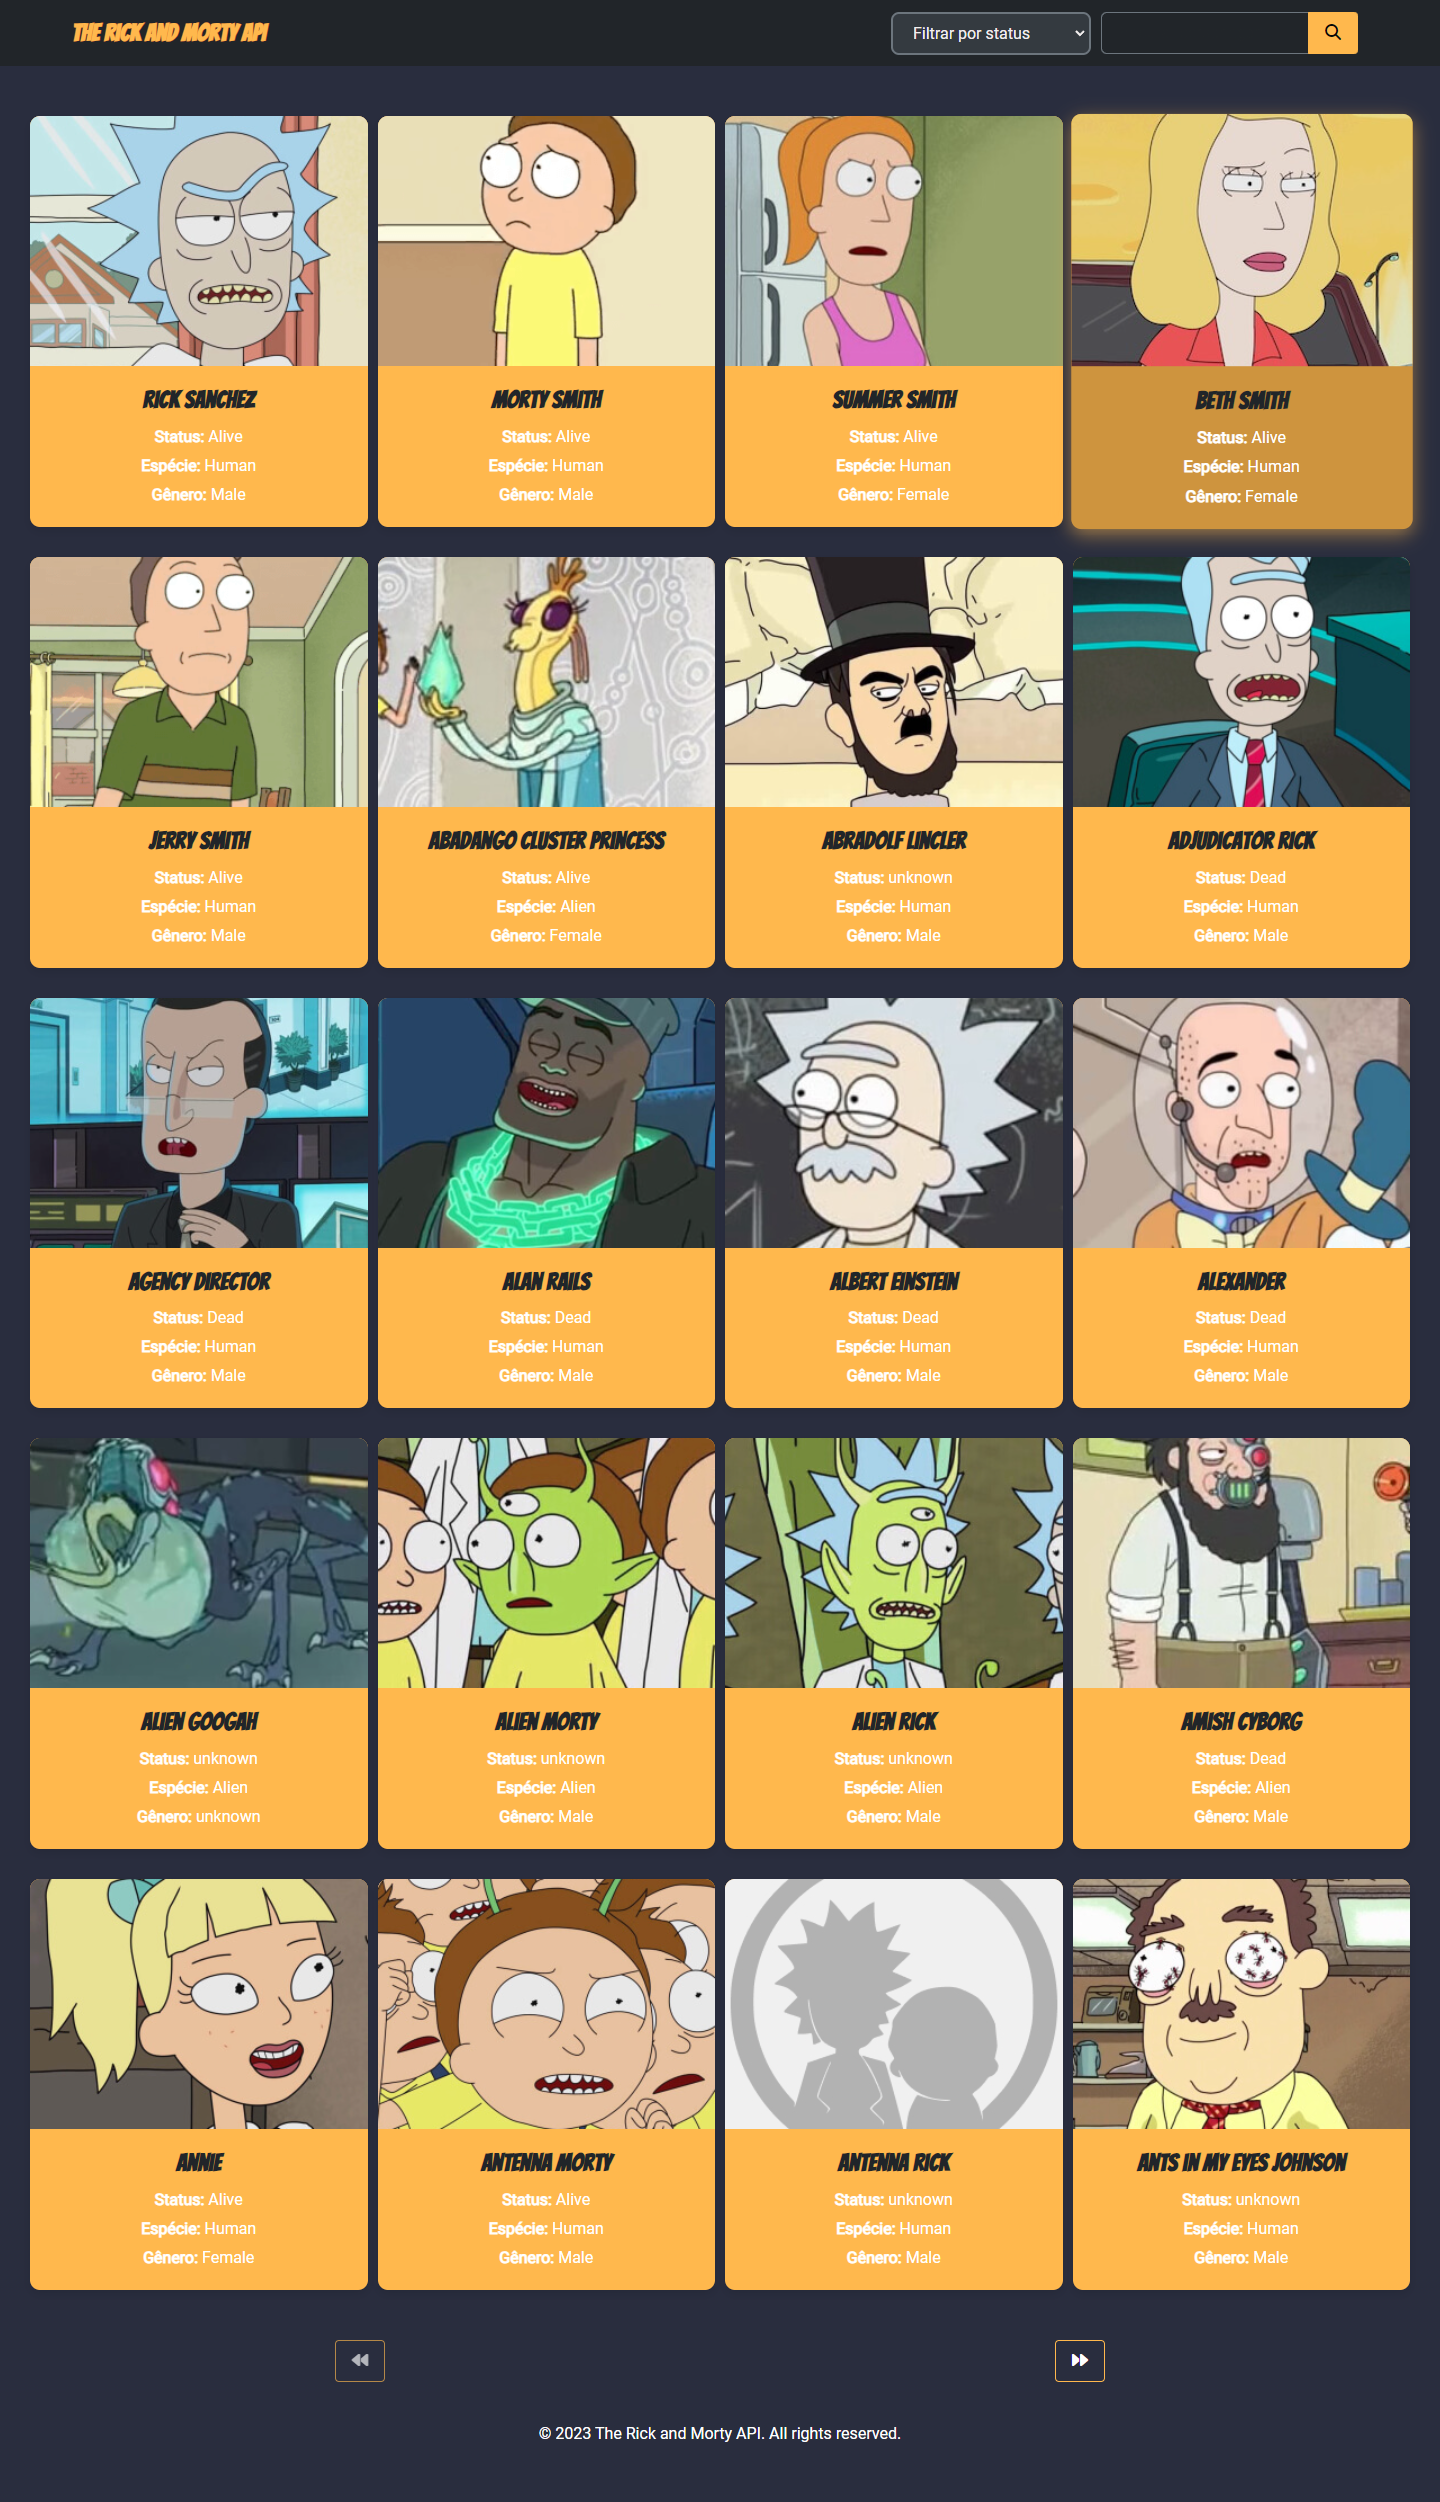 THE RICK AND MORTY API
Filtrar por status
RICK SANCHEZ
Status: Alive
Espécie: Human
Gênero: Male
MORTY SMITH
Status: Alive
Espécie: Human
Gênero: Male
SUMMER SMITH
Status: Alive
Espécie: Human
Gênero: Female
BETH SMITH
Status: Alive
Espécie: Human
Gênero: Female
JERRY SMITH
Status: Alive
Espécie: Human
Gênero: Male
ABADANGO CLUSTER PRINCESS
Status: Alive
Espécie: Alien
Gênero: Female
ABRADOLF LINCLER
Status: unknown
Espécie: Human
Gênero: Male
ADJUDICATOR RICK
Status: Dead
Espécie: Human
Gênero: Male
AGENCY DIRECTOR
Status: Dead
Espécie: Human
Gênero: Male
ALAN RAILS
Status: Dead
Espécie: Human
Gênero: Male
ALBERT EINSTEIN
Status: Dead
Espécie: Human
Gênero: Male
ALEXANDER
Status: Dead
Espécie: Human
Gênero: Male
ALIEN GOOGAH
Status: unknown
Espécie: Alien
Gênero: unknown
ALIEN MORTY
Status: unknown
Espécie: Alien
Gênero: Male
ALIEN RICK
Status: unknown
Espécie: Alien
Gênero: Male
AMISH CYBORG
Status: Dead
Espécie: Alien
Gênero: Male
ANNIE
Status: Alive
Espécie: Human
Gênero: Female
ANTENNA MORTY
Status: Alive
Espécie: Human
Gênero: Male
ANTENNA RICK
Status: unknown
Espécie: Human
Gênero: Male
ANTS IN MY EYES JOHNSON
Status: unknown
Espécie: Human
Gênero: Male
© 2023 The Rick and Morty API. All rights reserved.